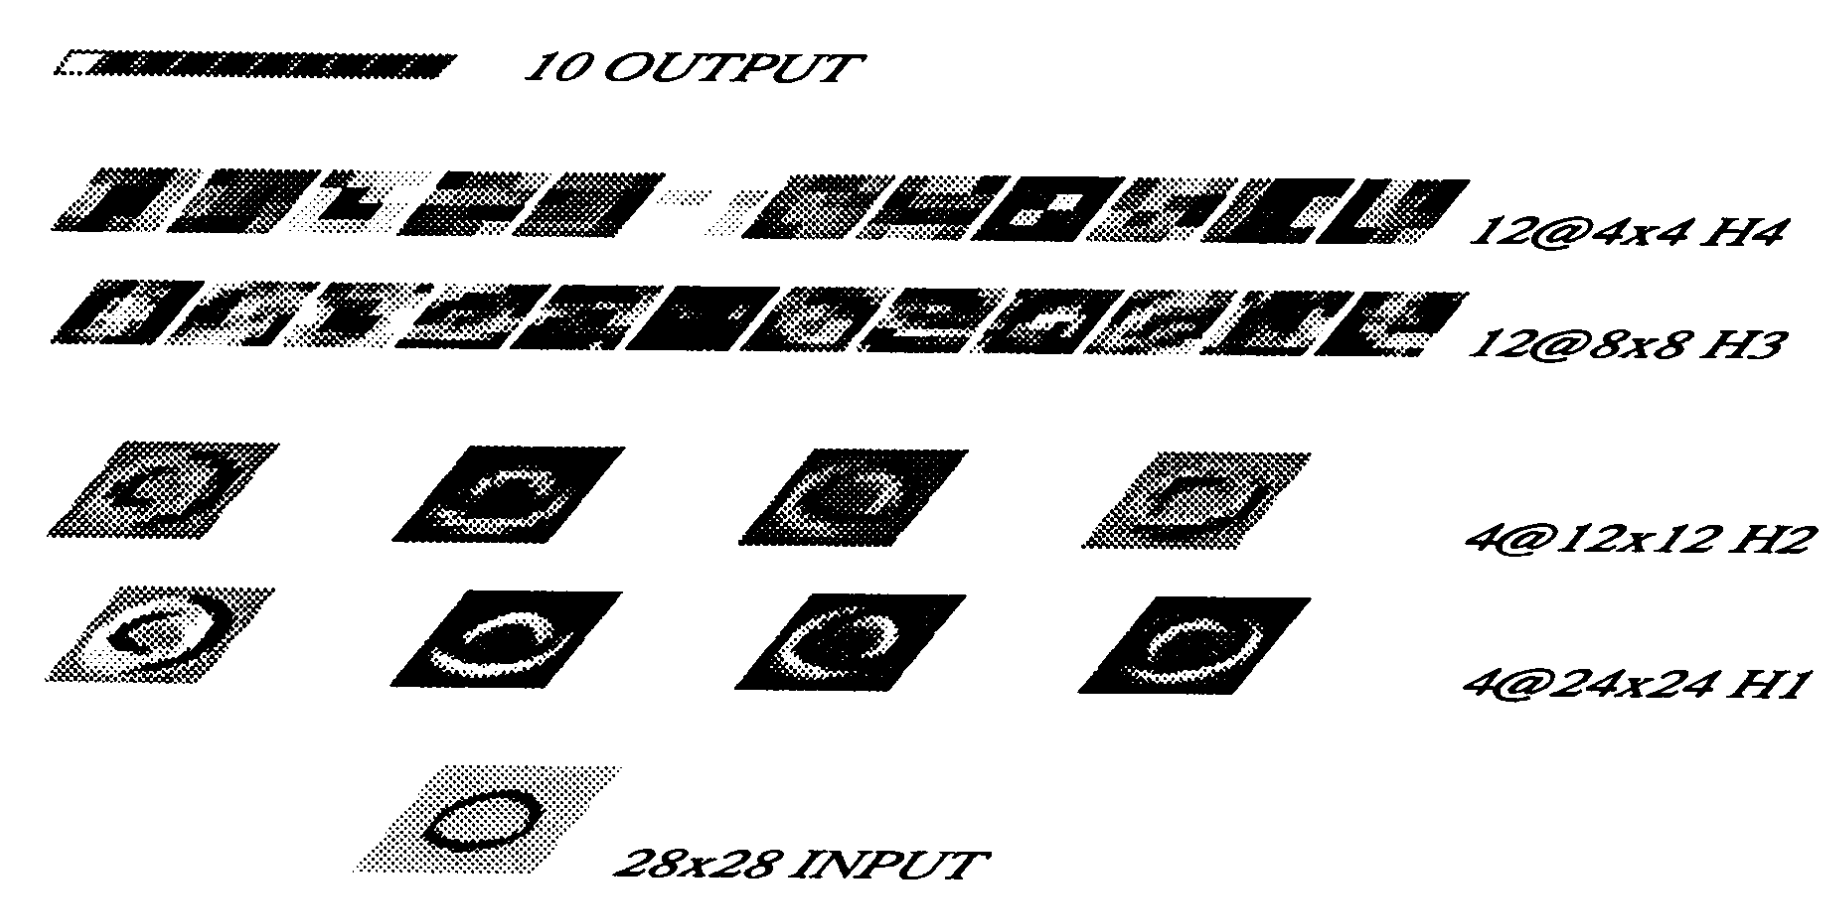 10 OUTPUT
12@4x4 H4
12@8x8 H3
4@12x12 H2
4@24x24 H1
28x28 INPUT